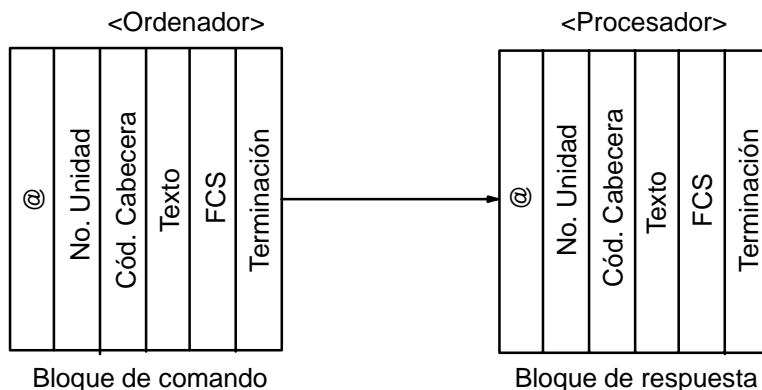 <Ordenador>
<Procesador>
@
No. Unidad
Cód. Cabecera
Texto
FCS
Terminación
@
No. Unidad
Cód. Cabecera
Texto
FCS
Terminación
Bloque de comando
Bloque de respuesta